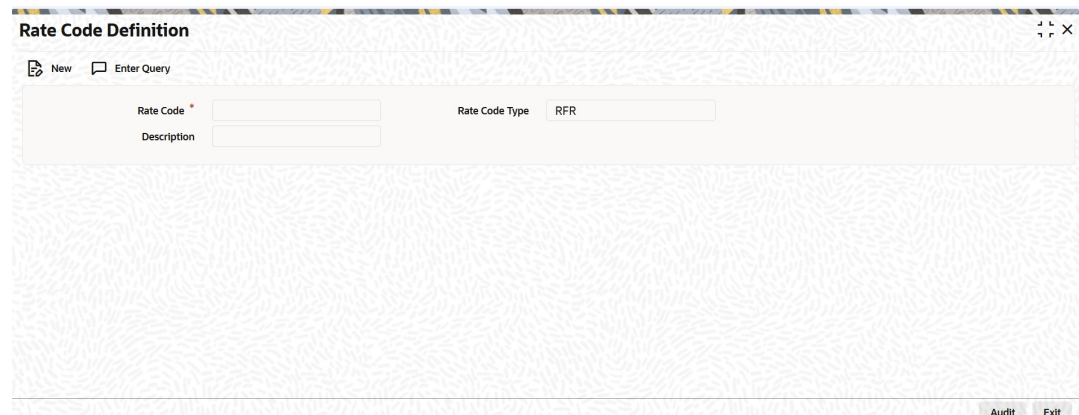 Rate Code Definition
New Enter Query
Rate Code * Rate Code Type RFR
Description
Audit Exit